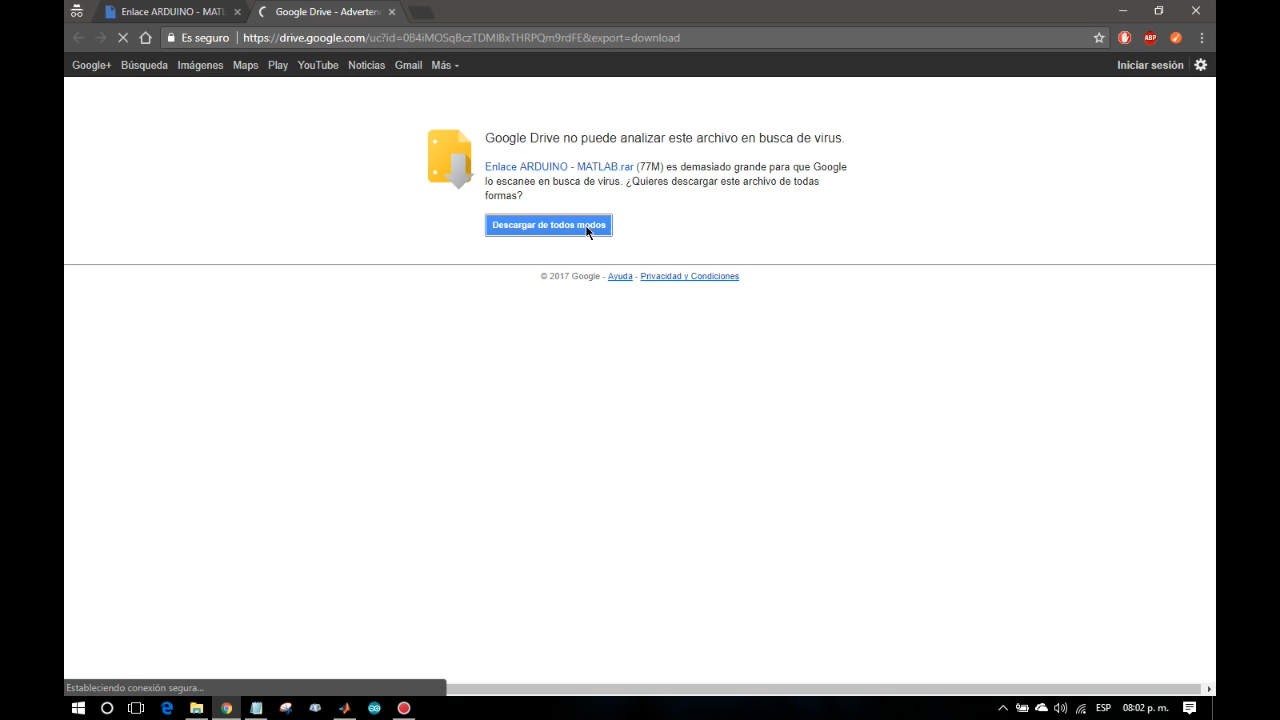 Enlace ARDUINO - MATL
Google Drive - Adverten
Es seguro
https://drive.google.com/uc?id=0B4iMOSqBczTDMlBxTHRPQm9rdFE&export=download
ABP
Google+ Búsqueda Imágenes Maps Play YouTube Noticias Gmail Más
Iniciar sesión
Google Drive no puede analizar este archivo en busca de virus.
Enlace ARDUINO - MATLAB.rar (77M) es demasiado grande para que Google
lo escanee en busca de virus. ¿Quieres descargar este archivo de todas
formas?
Descargar de todos modos
© 2017 Google - Ayuda - Privacidad y Condiciones
Estableciendo conexión segura...
ESP
08:02 p. m.